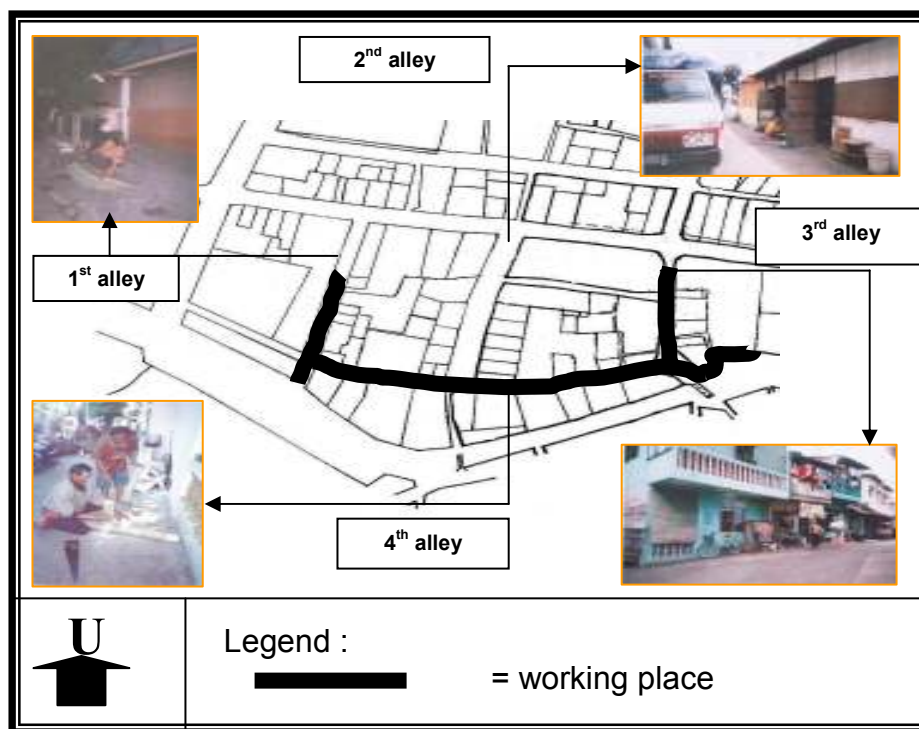 2nd alley
3rd alley
1st alley
4th alley
U
Legend :
= working place